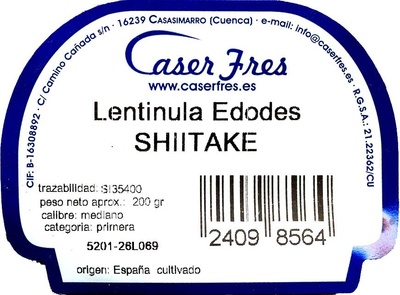 CIF: B-16308892 · C/ Camino Cañada s/n · 16239 CASASIMARRO (Cuenca) · e-mail: info@caserfres.es · R.G.S.A.: 21.22362/CU
CASER FRES
www.caserfres.es
Lentinula Edodes
SHIITAKE
trazabilidad: SI35400
peso neto aprox.: 200 gr
calibre: mediano
categoria: primera
5201-26L069
2409 8564
origen: España cultivado